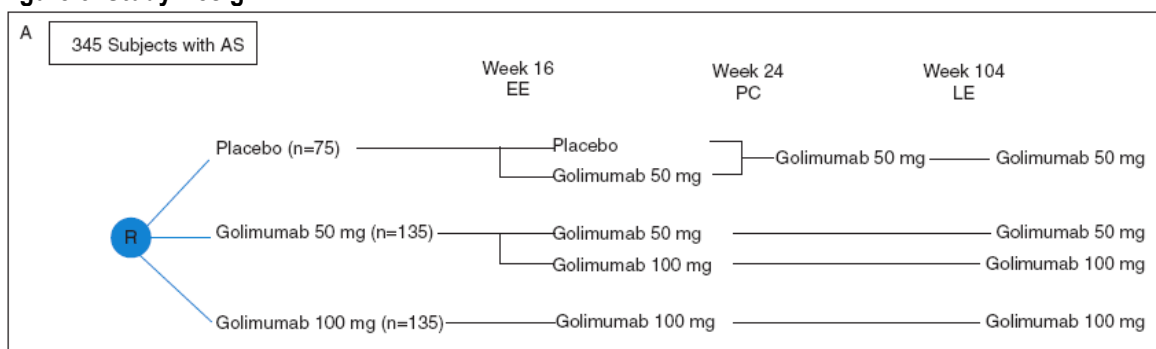 A
345 Subjects with AS
Week 16
EE
Week 24
PC
Week 104
LE
Placebo (n=75)
Placebo
Golimumab 50 mg
Golimumab 50 mg
Golimumab 50 mg
R
Golimumab 50 mg (n=135)
Golimumab 50 mg
Golimumab 50 mg
Golimumab 100 mg
Golimumab 100 mg
Golimumab 100 mg (n=135)
Golimumab 100 mg
Golimumab 100 mg